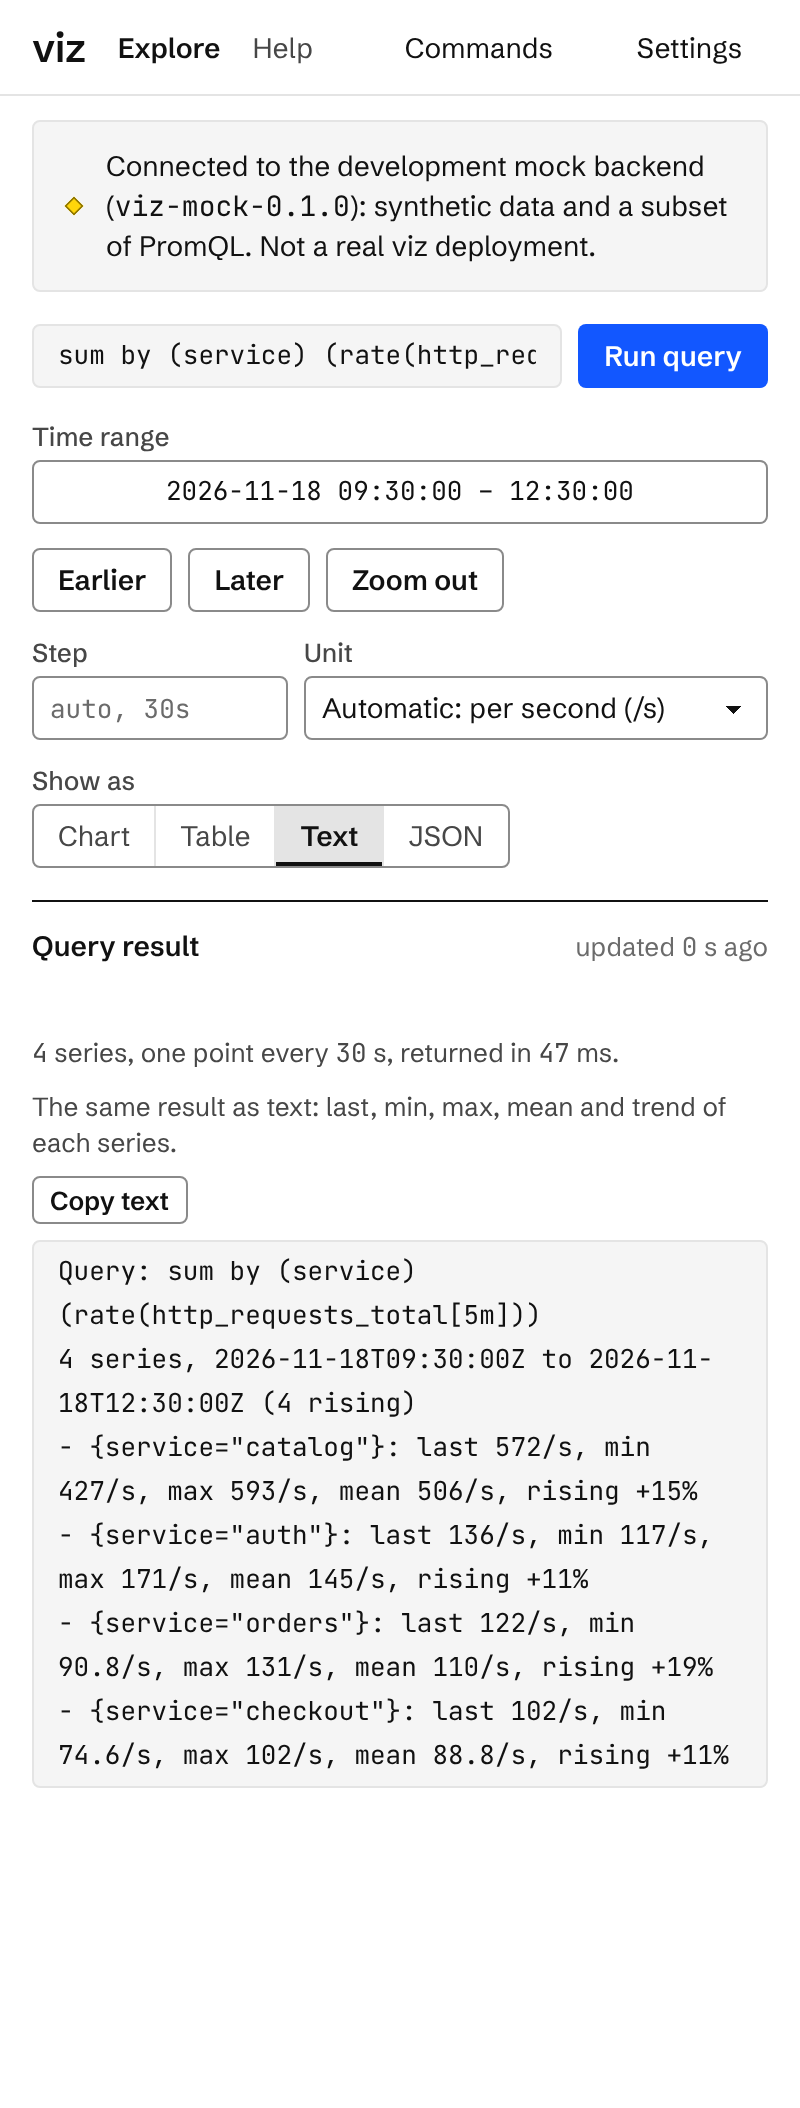 viz Explore Help Commands Settings
Connected to the development mock backend
(viz-mock-0.1.0): synthetic data and a subset
of PromQL. Not a real viz deployment.
sum by (service) (rate(http_req
Run query
Time range
2026-11-18 09:30:00 – 12:30:00
Earlier Later Zoom out
Step Unit
auto, 30s Automatic: per second (/s)
Show as
Chart Table Text JSON
Query result updated 0 s ago
4 series, one point every 30 s, returned in 47 ms.
The same result as text: last, min, max, mean and trend of
each series.
Copy text
Query: sum by (service)
(rate(http_requests_total[5m]))
4 series, 2026-11-18T09:30:00Z to 2026-11-
18T12:30:00Z (4 rising)
- {service="catalog"}: last 572/s, min
427/s, max 593/s, mean 506/s, rising +15%
- {service="auth"}: last 136/s, min 117/s,
max 171/s, mean 145/s, rising +11%
- {service="orders"}: last 122/s, min
90.8/s, max 131/s, mean 110/s, rising +19%
- {service="checkout"}: last 102/s, min
74.6/s, max 102/s, mean 88.8/s, rising +11%